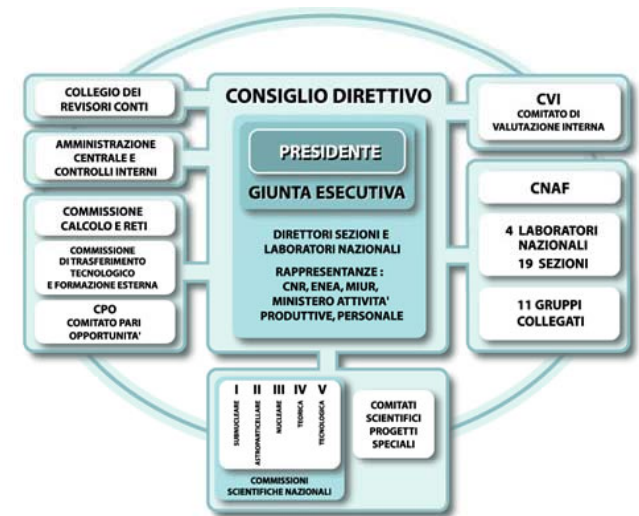 COLLEGIO DEI
REVISORI CONTI
AMMINISTRAZIONE
CENTRALE E
CONTROLLI INTERNI
COMMISSIONE
CALCOLO E RETI
COMMISSIONE
DI TRASFERIMENTO
TECNOLOGICO
E FORMAZIONE ESTERNA
CPO
COMITATO PARI
OPPORTUNITA'
CONSIGLIO DIRETTIVO
PRESIDENTE
GIUNTA ESECUTIVA
DIRETTORI SEZIONI E
LABORATORI NAZIONALI
RAPPRESENTANZE :
CNR, ENEA, MIUR,
MINISTERO ATTIVITA'
PRODUTTIVE, PERSONALE
CVI
COMITATO DI
VALUTAZIONE INTERNA
CNAF
4 LABORATORI
NAZIONALI
19 SEZIONI
11 GRUPPI
COLLEGATI
I II III IV V
SUBNUCLEARE
ASTROPARTICELLARE
NUCLEARE
TEORICA
TECNOLOGICA
COMMISSIONI
SCIENTIFICHE NAZIONALI
COMITATI
SCIENTIFICI
PROGETTI
SPECIALI